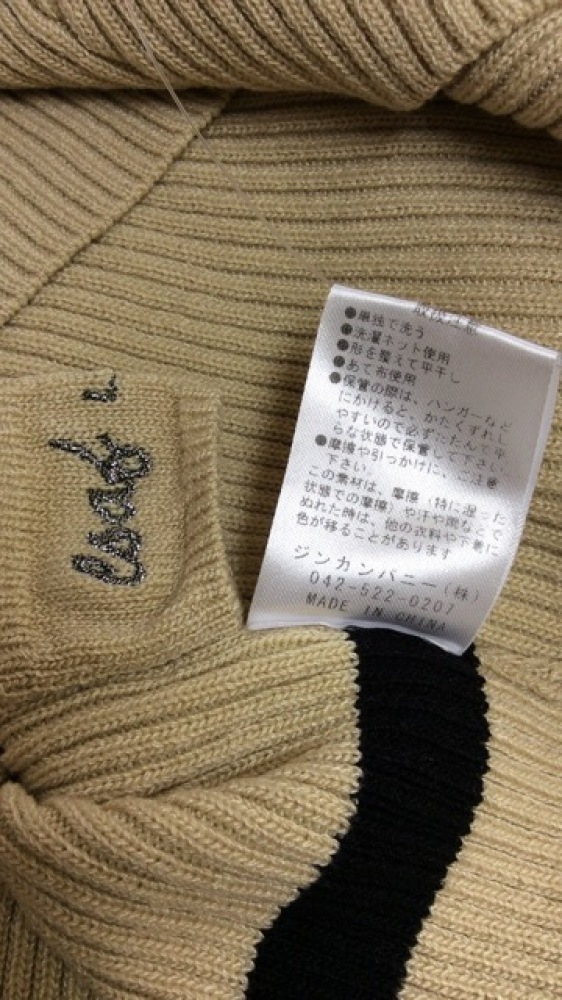 取扱注意
●単独で洗う
●洗濯ネット使用
●形を整えて平干し
●あて布使用
●保管の際は、ハンガーなど
にかけると、かたくずれし
やすいので必ずたたんで平
らな状態で保管して下さい。
●摩擦や引っかけに、ご注意
下さい。
この素材は、摩擦（特に湿った
状態での摩擦）や汗や雨などで
ぬれた時は、他の衣料や下着に
色が移ることがあります
ジンカンパニー（株）
042-522-0207
MADE IN CHINA